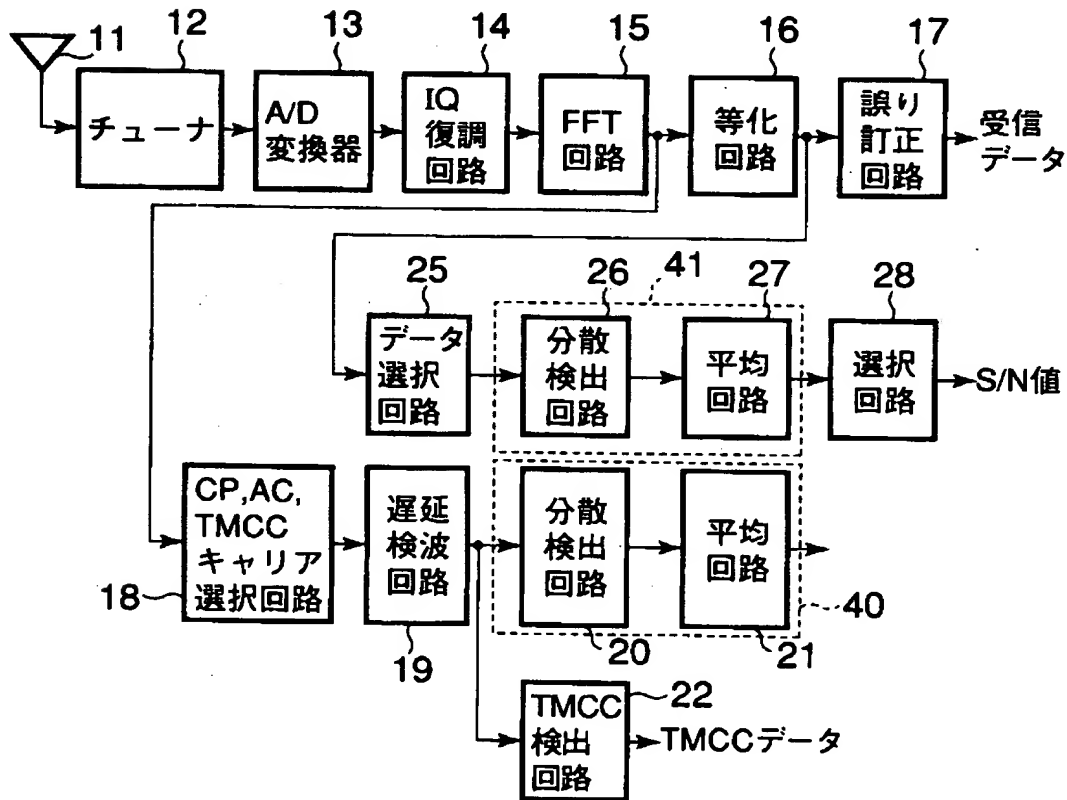 11
12
13
14
15
16
17
チューナ
A/D
変換器
IQ
復調
回路
FFT
回路
等化
回路
誤り
訂正
回路
受信
データ
25
26
41
27
28
データ
選択
回路
分散
検出
回路
平均
回路
選択
回路
S/N値
CP,AC,
TMCC
キャリア
選択回路
18
遅延
検波
回路
19
分散
検出
回路
20
平均
回路
21
40
22
TMCC
検出
回路
TMCCデータ